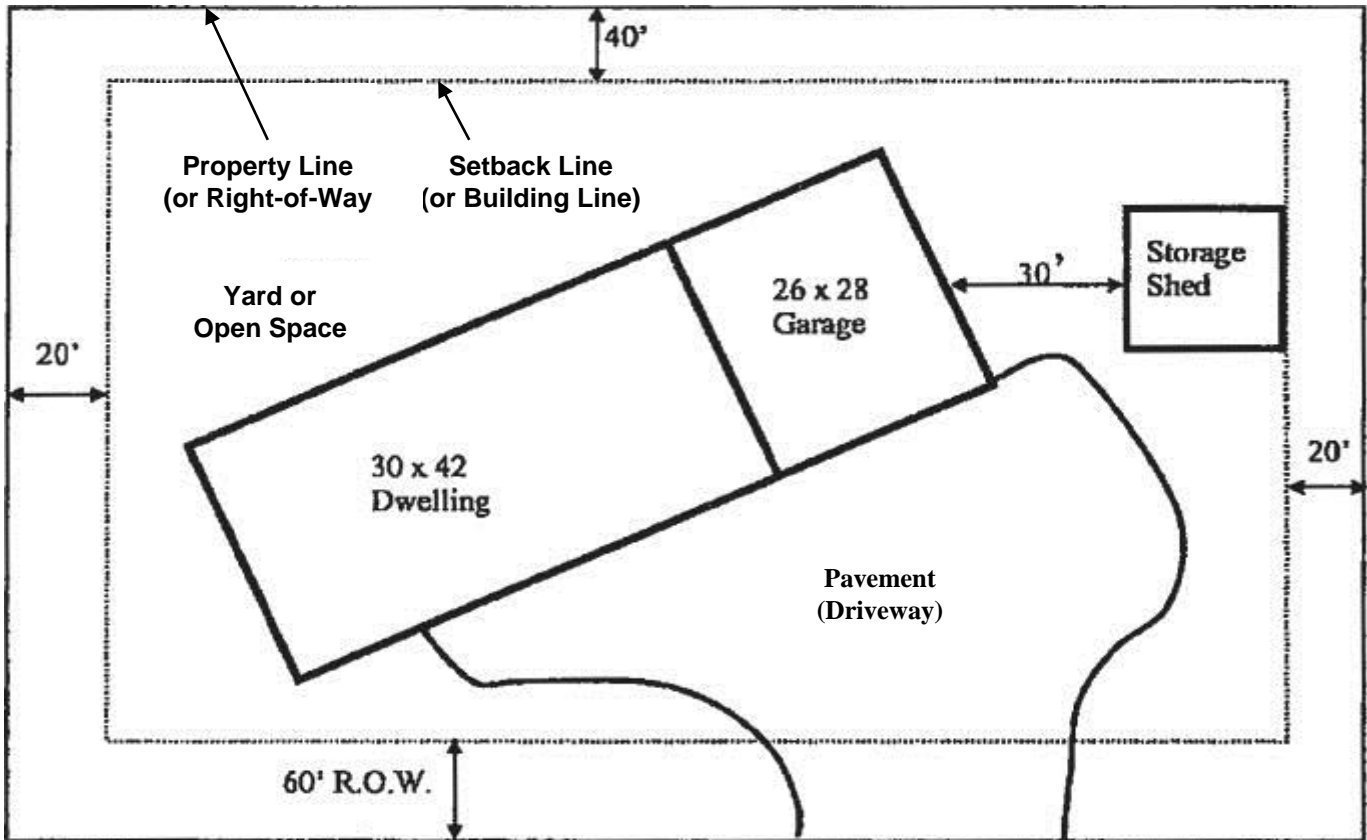 40'
Property Line
(or Right-of-Way
Setback Line
(or Building Line)
Storage
Shed
30'
26 x 28
Garage
Yard or
Open Space
20'
20'
30 x 42
Dwelling
Pavement
(Driveway)
60' R.O.W.